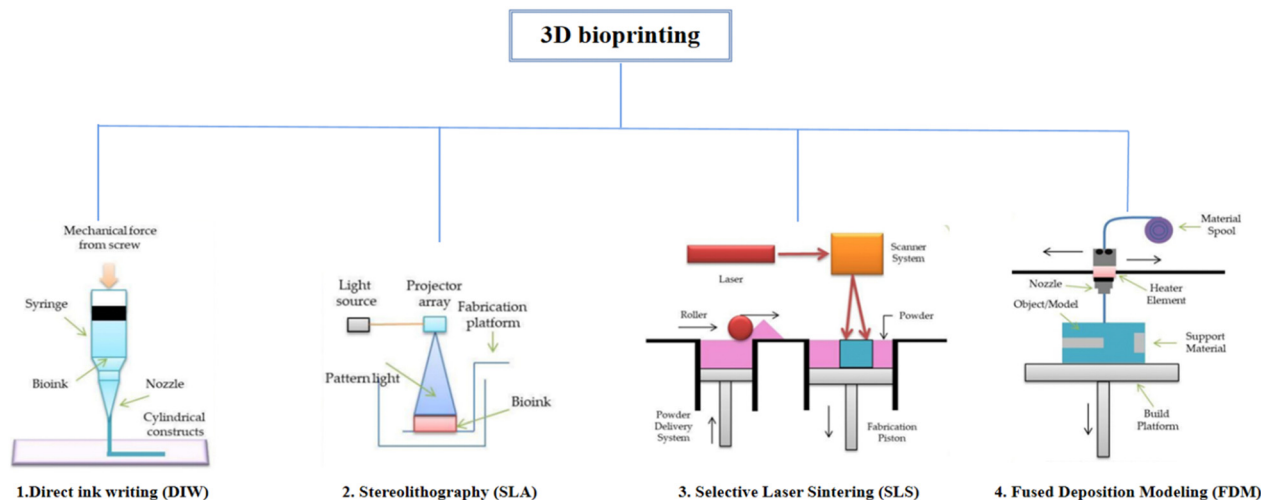 3D bioprinting
Mechanical force
from screw
Syringe
Bioink
Nozzle
Cylindrical
constructs
1.Direct ink writing (DIW)
Light
source
Projector
array
Fabrication
platform
Pattern light
Bioink
2. Stereolithography (SLA)
Laser
Scanner
System
Roller
Powder
Powder
Delivery
System
Fabrication
Piston
3. Selective Laser Sintering (SLS)
Material
Spool
Nozzle
Heater
Element
Object/Model
Support
Material
Build
Platform
4. Fused Deposition Modeling (FDM)